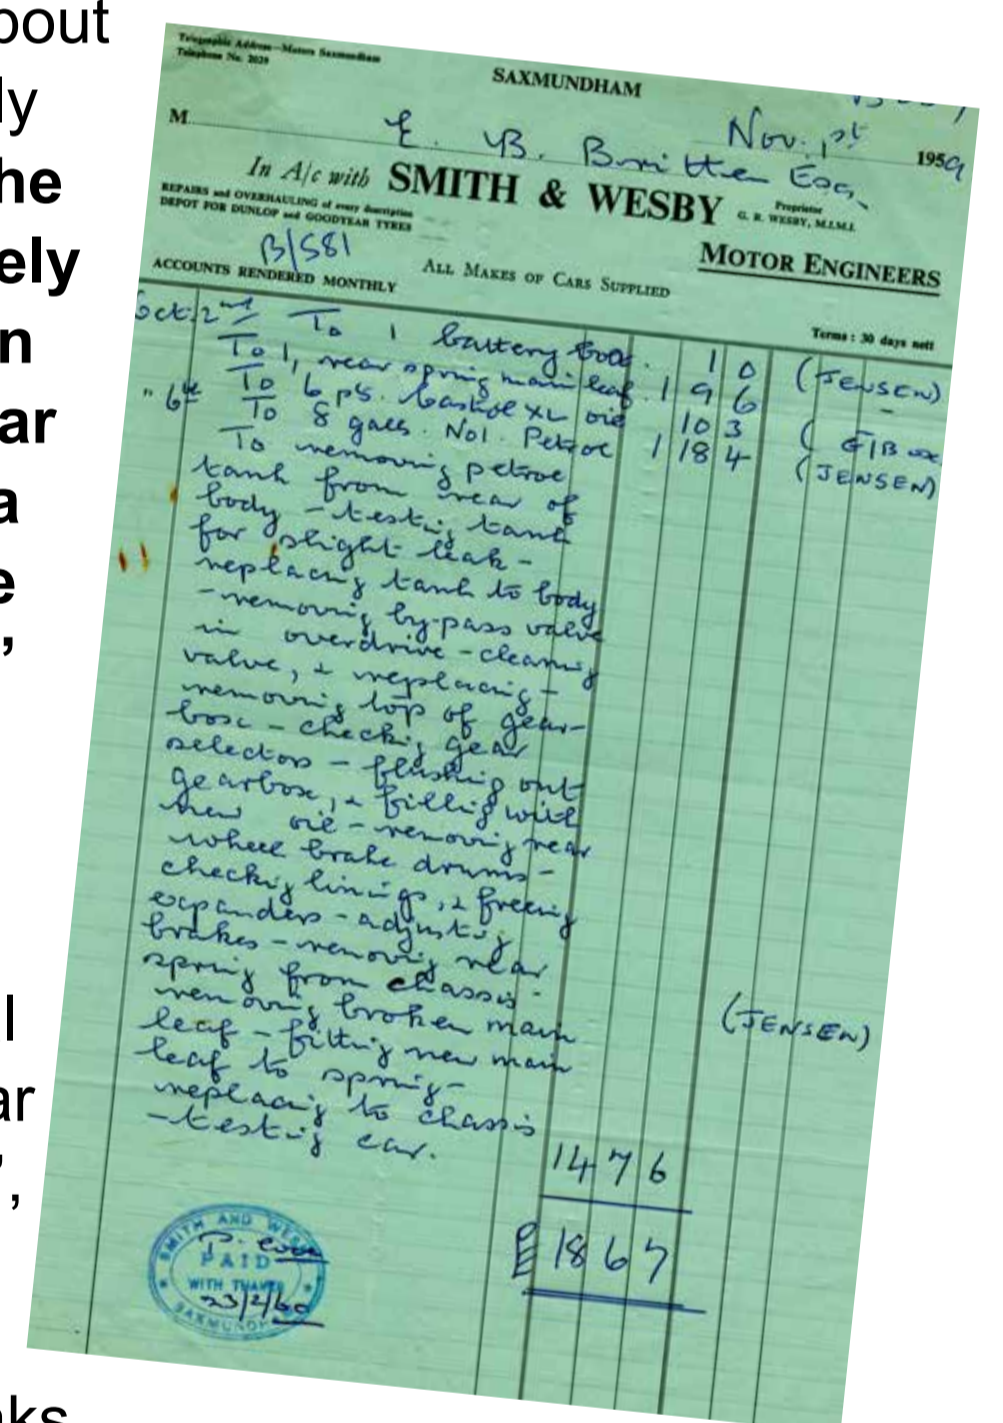 bout
ly
he
ely
n
ar
a
e
,
l
ar
,
ks
Telegraphic Address—Motors Saxmundham
Telephone No. 2029
SAXMUNDHAM
Nov. 1st 1959
M E. B. Britten Esq,
In A/c with SMITH & WESBY
Proprietor
G. R. WESBY, M.I.M.I.
REPAIRS and OVERHAULING of every description
DEPOT FOR DUNLOP and GOODYEAR TYRES
B/581
MOTOR ENGINEERS
ACCOUNTS RENDERED MONTHLY
ALL MAKES OF CARS SUPPLIED
Terms : 30 days nett
Oct. 2nd To 1 battery bolt. 1 0 (JENSEN)
To 1, rear spring main leaf. 1 9 6 -
To 6 pts. Castrol XL oil 10 3 ( G/Box.
" 6th To 8 galls. No1. Petrol 1 18 4 (JENSEN)
To removing petrol
tank from rear of
body - testing tank
for slight leak -
replacing tank to body
- removing by-pass valve
in overdrive - cleaning
valve, & replacing -
removing top of gear-
box - checking gear
selectors - flushing out
gearbox, & filling with
new oil - removing rear
wheel brake drums -
checking linings, & freeing
expanders - adjusting
brakes - removing rear
spring from chassis -
removing broken main
leaf - fitting new main
leaf to spring -
replacing to chassis
- testing car.
(JENSEN)
14 7 6
£ 18 6 7
SMITH AND WESBY
PAID
WITH THANKS
23/2/60
SAXMUNDHAM